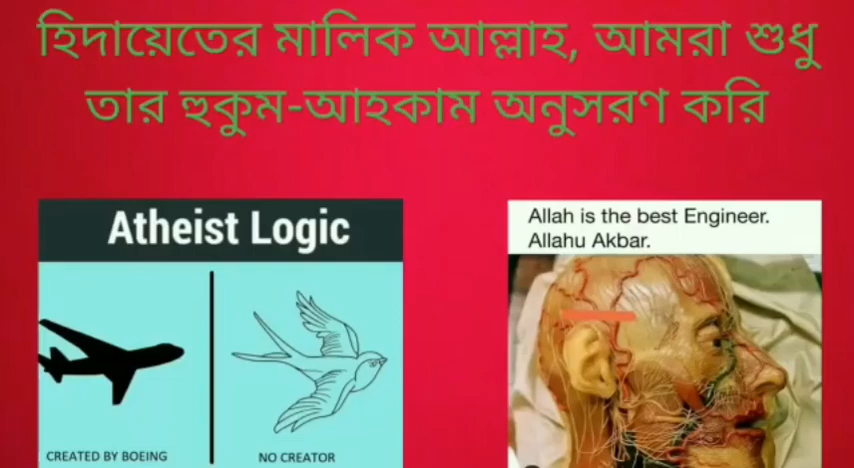 হিদায়েতের মালিক আল্লাহ, আমরা শুধু
তার হুকুম-আহকাম অনুসরণ করি
Atheist Logic
CREATED BY BOEING
NO CREATOR
Allah is the best Engineer.
Allahu Akbar.